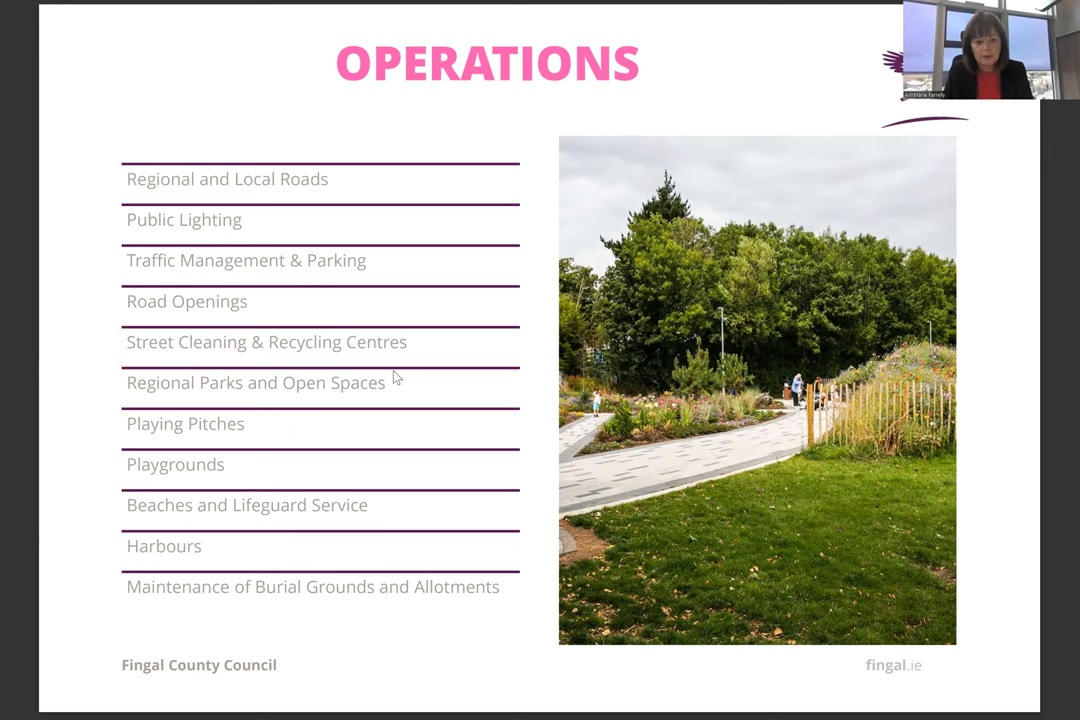 OPERATIONS
AnnMarie Farrelly
Regional and Local Roads
Public Lighting
Traffic Management & Parking
Road Openings
Street Cleaning & Recycling Centres
Regional Parks and Open Spaces
Playing Pitches
Playgrounds
Beaches and Lifeguard Service
Harbours
Maintenance of Burial Grounds and Allotments
Fingal County Council
fingal.ie